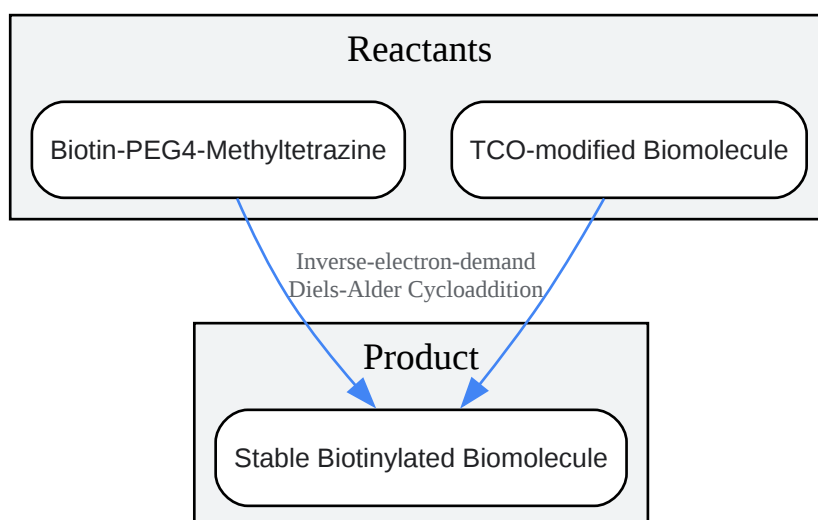 Reactants
Biotin-PEG4-Methyltetrazine
TCO-modified Biomolecule
Inverse-electron-demand
Diels-Alder Cycloaddition
Product
Stable Biotinylated Biomolecule